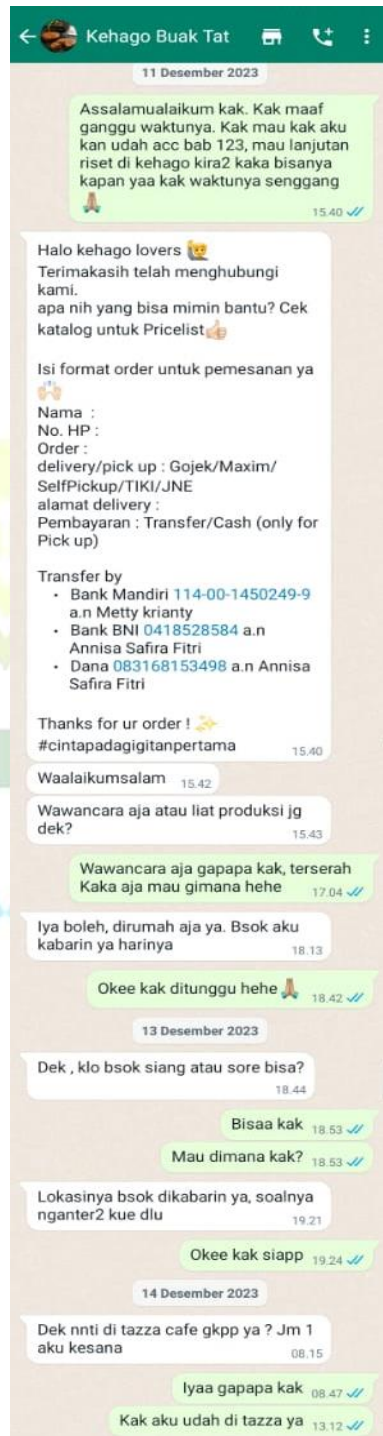 Kehago Buak Tat
11 Desember 2023
Assalamualaikum kak. Kak maaf
ganggu waktunya. Kak mau kak aku
kan udah acc bab 123, mau lanjutan
riset di kehago kira2 kaka bisanya
kapan yaa kak waktunya senggang
🙏🏽
15.40
Halo kehago lovers 🙋
Terimakasih telah menghubungi
kami.
apa nih yang bisa mimin bantu? Cek
katalog untuk Pricelist👍🏻
Isi format order untuk pemesanan ya
🙌🏻
Nama :
No. HP :
Order :
delivery/pick up : Gojek/Maxim/
SelfPickup/TIKI/JNE
alamat delivery :
Pembayaran : Transfer/Cash (only for
Pick up)
Transfer by
• Bank Mandiri 114-00-1450249-9
a.n Metty krianty
• Bank BNI 0418528584 a.n
Annisa Safira Fitri
• Dana 083168153498 a.n Annisa
Safira Fitri
Thanks for ur order ! ✨
#cintapadagigitanpertama
15.40
Waalaikumsalam 15.42
Wawancara aja atau liat produksi jg
dek?
15.43
Wawancara aja gapapa kak, terserah
Kaka aja mau gimana hehe 17.04
Iya boleh, dirumah aja ya. Bsok aku
kabarin ya harinya 18.13
Okee kak ditunggu hehe🙏🏽 18.42
13 Desember 2023
Dek , klo bsok siang atau sore bisa?
18.44
Bisaa kak 18.53
Mau dimana kak? 18.53
Lokasinya bsok dikabarin ya, soalnya
nganter2 kue dlu 19.21
Okee kak siapp 19.24
14 Desember 2023
Dek nnti di tazza cafe gkpp ya ? Jm 1
aku kesana 08.15
Iyaa gapapa kak 08.47
Kak aku udah di tazza ya 13.12